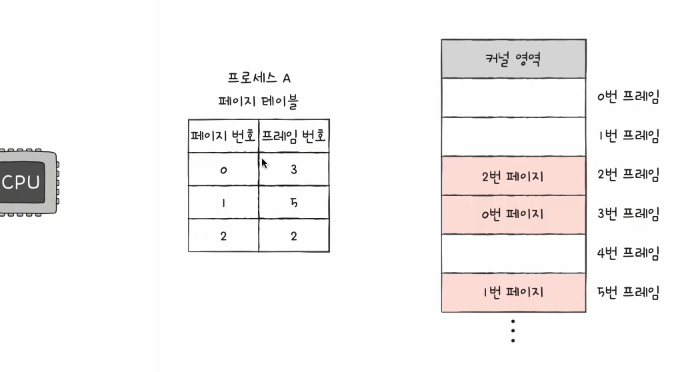 CPU
프로세스 A
페이지 테이블
페이지 번호 프레임 번호
0 3
1 5
2 2
커널 영역
0번 프레임
1번 프레임
2번 페이지 2번 프레임
0번 페이지 3번 프레임
4번 프레임
1번 페이지 5번 프레임